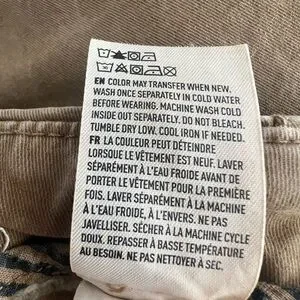 EN COLOR MAY TRANSFER WHEN NEW.
WASH ONCE SEPARATELY IN COLD WATER
BEFORE WEARING. MACHINE WASH COLD
INSIDE OUT SEPARATELY. DO NOT BLEACH.
TUMBLE DRY LOW. COOL IRON IF NEEDED.
FR LA COULEUR PEUT DÉTEINDRE
LORSQUE LE VÊTEMENT EST NEUF. LAVER
SÉPARÉMENT À L'EAU FROIDE AVANT DE
PORTER LE VÊTEMENT POUR LA PREMIÈRE
FOIS. LAVER SÉPARÉMENT À LA MACHINE
À L'EAU FROIDE, À L'ENVERS. NE PAS
JAVELLISER. SÉCHER À LA MACHINE CYCLE
DOUX. REPASSER À BASSE TEMPÉRATURE
AU BESOIN. NE PAS NETTOYER À SEC.